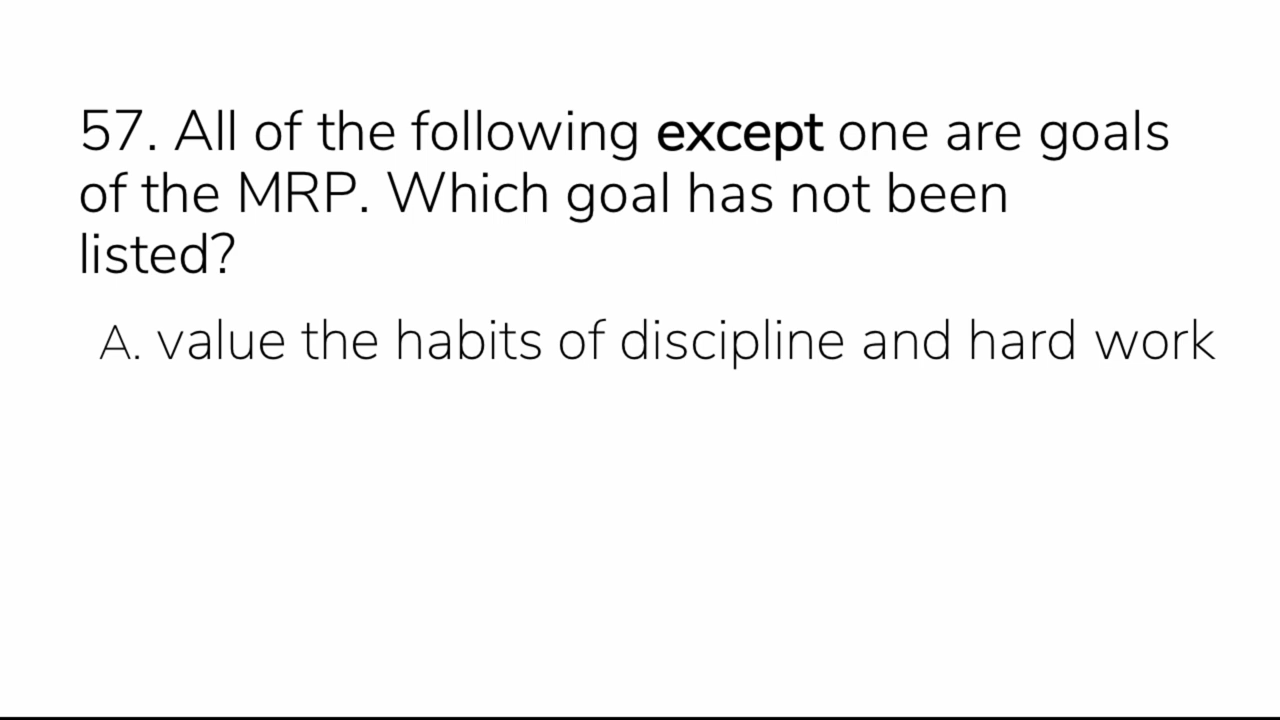 57. All of the following except one are goals
of the MRP. Which goal has not been
listed?
A. value the habits of discipline and hard work